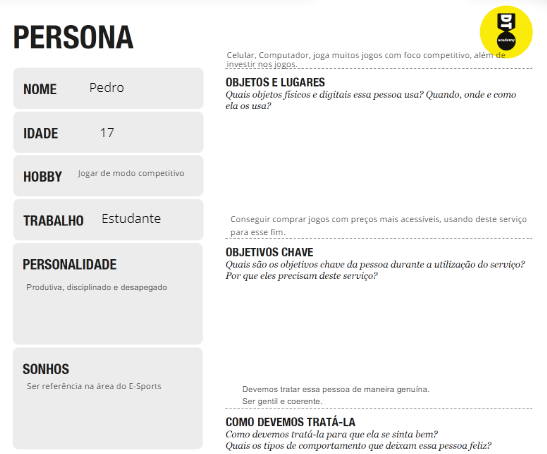 PERSONA
DT
academy
NOME Pedro
IDADE 17
HOBBY Jogar de modo competitivo
TRABALHO Estudante
PERSONALIDADE
Produtiva, disciplinado e desapegado
SONHOS
Ser referência na área do E-Sports
Celular, Computador, joga muitos jogos com foco competitivo, além de
investir nos jogos.
OBJETOS E LUGARES
Quais objetos físicos e digitais essa pessoa usa? Quando, onde e como
ela os usa?
Conseguir comprar jogos com preços mais acessíveis, usando deste serviço
para esse fim.
OBJETIVOS CHAVE
Quais são os objetivos chave da pessoa durante a utilização do serviço?
Por que eles precisam deste serviço?
Devemos tratar essa pessoa de maneira genuína.
Ser gentil e coerente.
COMO DEVEMOS TRATÁ-LA
Como devemos tratá-la para que ela se sinta bem?
Quais os tipos de comportamento que deixam essa pessoa feliz?